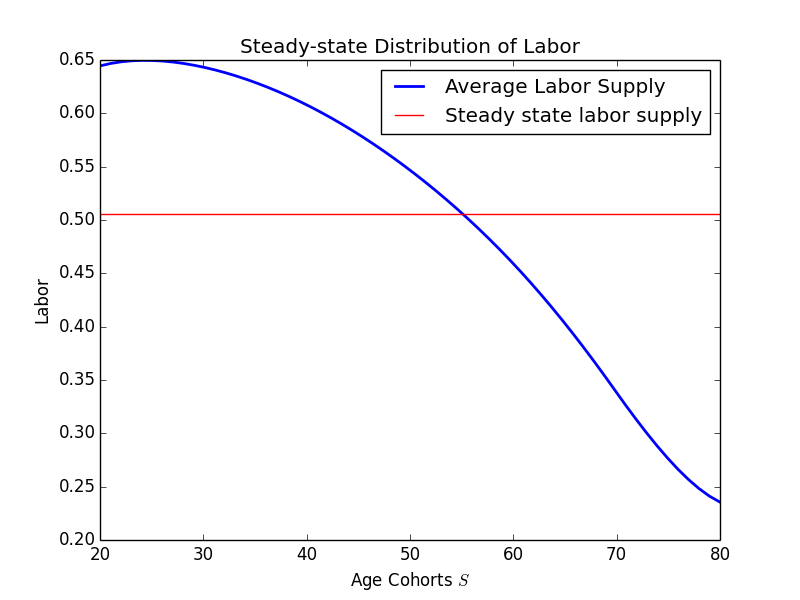 Steady-state Distribution of Labor
Average Labor Supply
Steady state labor supply
Labor
0.65
0.60
0.55
0.50
0.45
0.40
0.35
0.30
0.25
0.20
20 30 40 50 60 70 80
Age Cohorts S